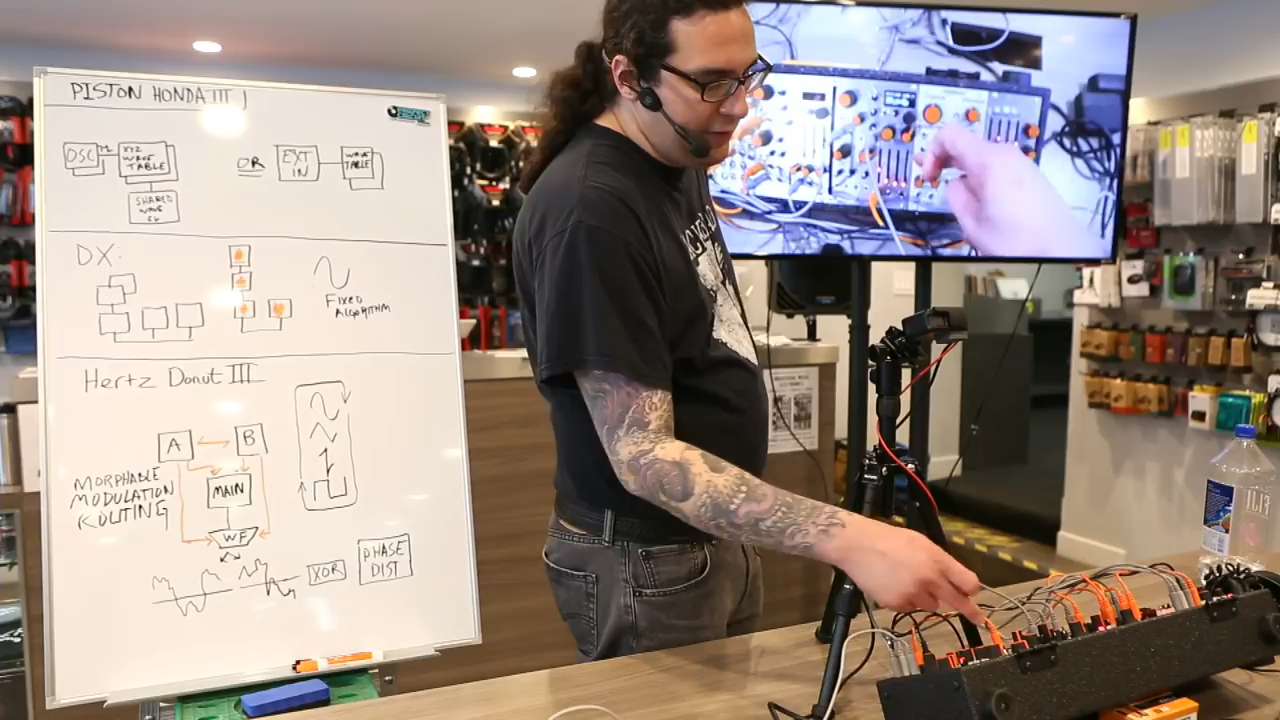 PISTON HONDA III
OSC
XYZ
WAVE
TABLE
SHARED
WAVE
OR
EXT
IN
WAVE
TABLE
DX:
FIXED
ALGORITHM
Hertz Donut III
A
B
MAIN
WF
MORPHABLE
MODULATION
ROUTING
XOR
PHASE
DIST
FIJI